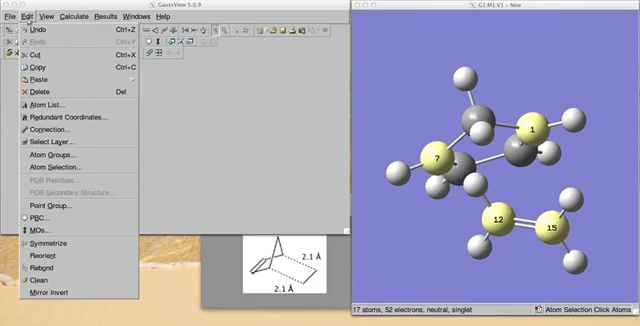 GaussView 5.0.9
File Edit View Calculate Results Windows Help
Undo Ctrl+Z
Redo Ctrl+Y
Cut Ctrl+X
Copy Ctrl+C
Paste
Delete Del
Atom List...
Redundant Coordinates...
Connection...
Select Layer...
Atom Groups...
Atom Selection...
PDB Residues...
PDB Secondary Structure...
Point Group...
PBC...
MOs...
Symmetrize
Reorient
Rebond
Clean
Mirror Invert
2.1 Å
2.1 Å
G1:M1:V1 - New
1
7
12
15
17 atoms, 52 electrons, neutral, singlet
Atom Selection Click Atoms